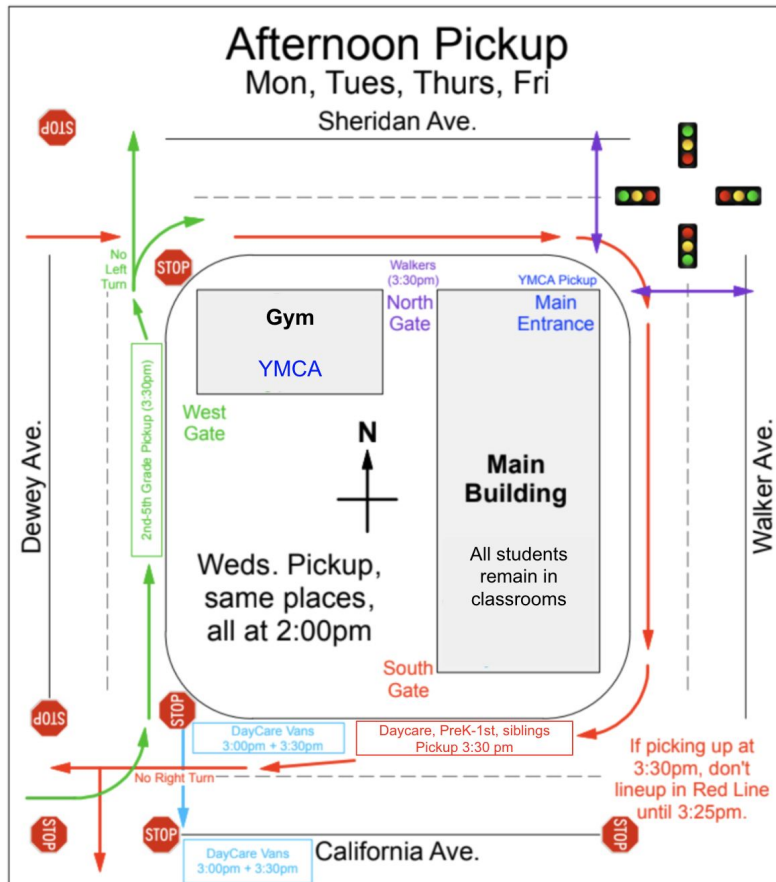 Afternoon Pickup
Mon, Tues, Thurs, Fri
Sheridan Ave.
STOP
No
Left
Turn
STOP
Walkers
(3:30pm)
North
Gate
YMCA Pickup
Main
Entrance
Gym
YMCA
West
Gate
2nd-5th Grade Pickup (3:30pm)
Dewey Ave.
Walker Ave.
N
Main
Building
All students
remain in
classrooms
Weds. Pickup,
same places,
all at 2:00pm
South
Gate
STOP
STOP
DayCare Vans
3:00pm + 3:30pm
Daycare, PreK-1st, siblings
Pickup 3:30 pm
No Right Turn
If picking up at
3:30pm, don't
lineup in Red Line
until 3:25pm.
STOP
STOP
STOP
DayCare Vans
3:00pm + 3:30pm
California Ave.